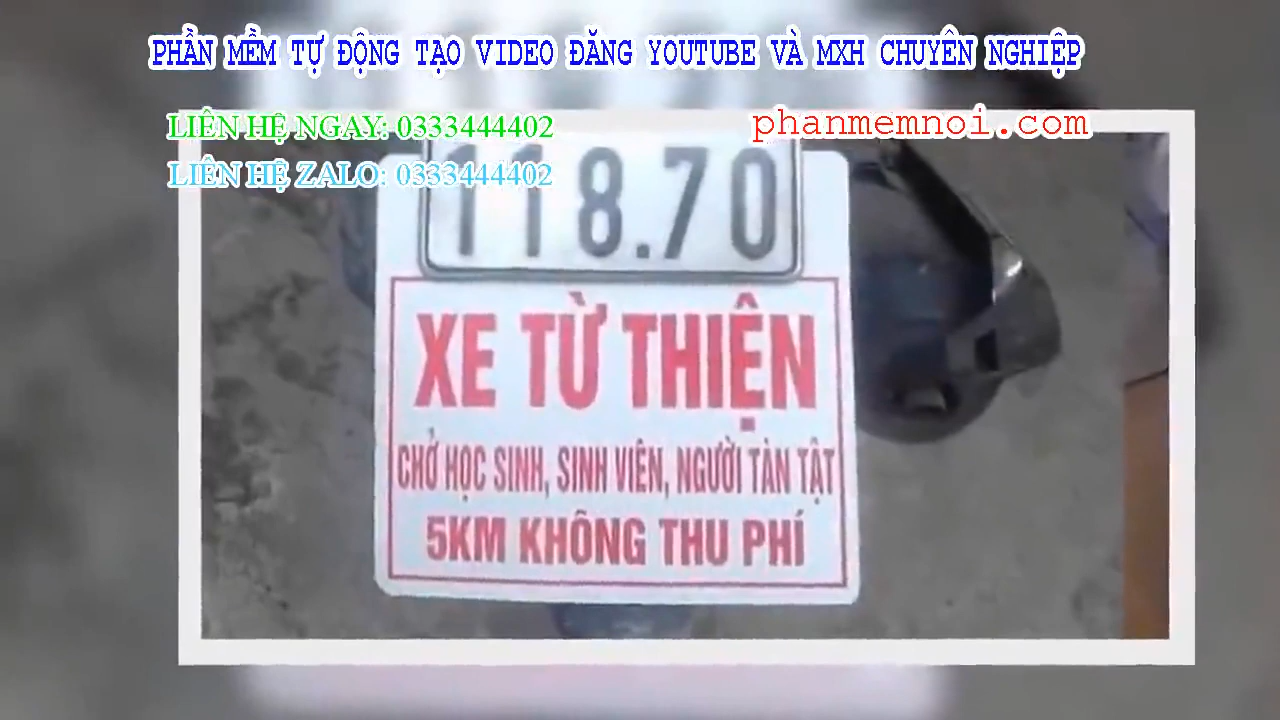 PHẦN MỀM TỰ ĐỘNG TẠO VIDEO ĐĂNG YOUTUBE VÀ MXH CHUYÊN NGHIỆP
LIÊN HỆ NGAY: 0333444402
phanmemnoi.com
LIÊN HỆ ZALO: 0333444402
118.70
XE TỪ THIỆN
CHỞ HỌC SINH, SINH VIÊN, NGƯỜI TÀN TẬT
5KM KHÔNG THU PHÍ